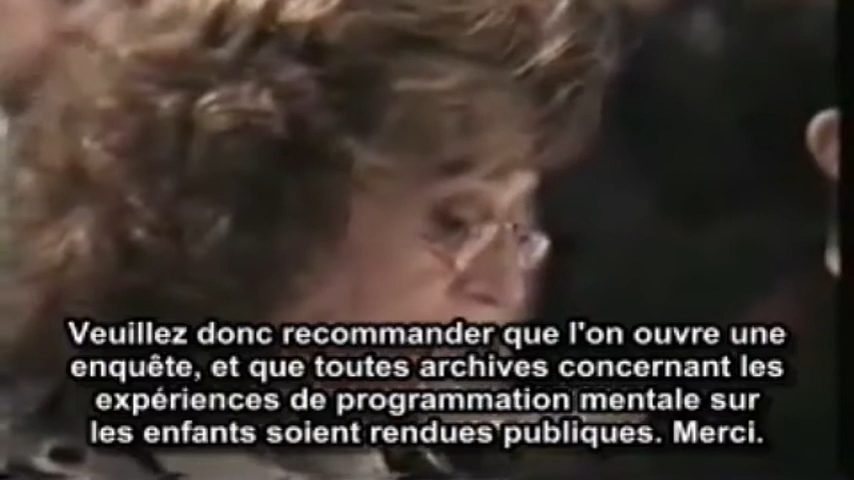 Veuillez donc recommander que l'on ouvre une
enquête, et que toutes archives concernant les
expériences de programmation mentale sur
les enfants soient rendues publiques. Merci.